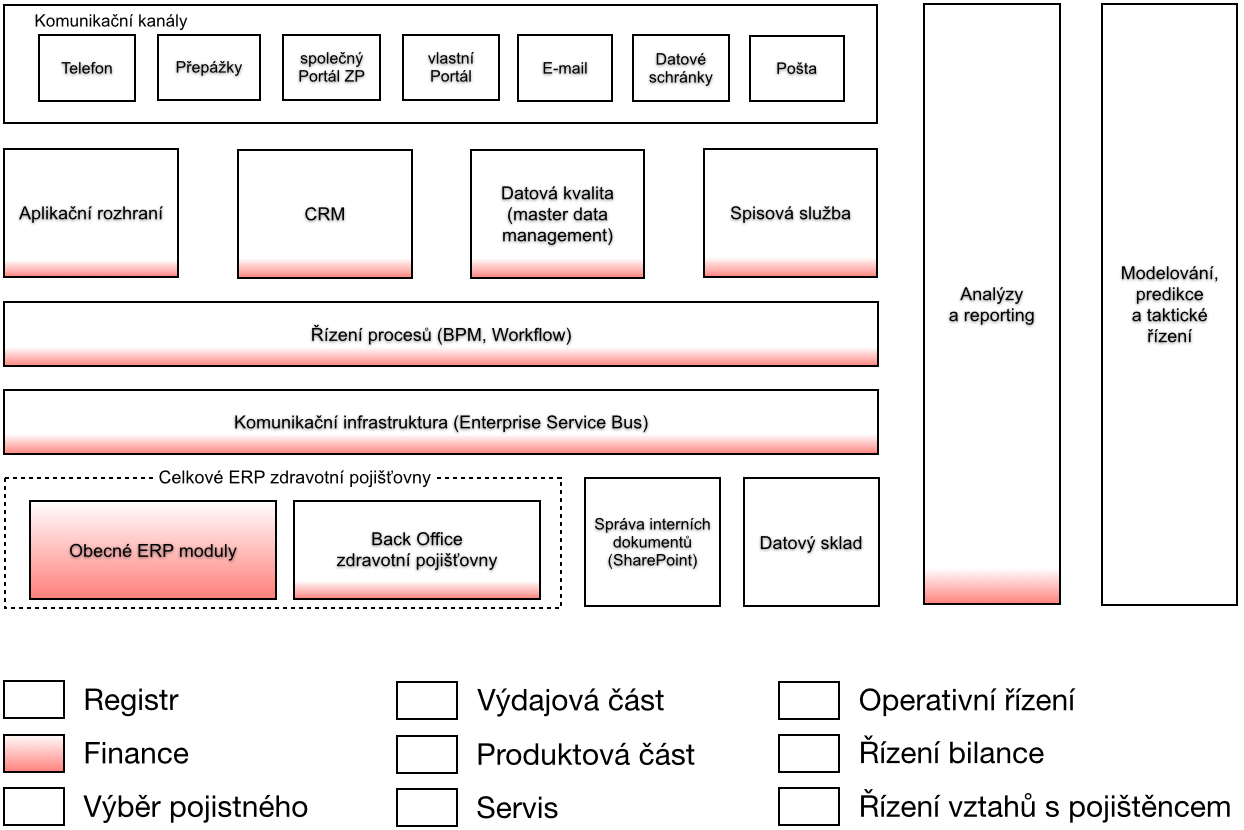 Komunikační kanály
Telefon
Přepážky
společný
Portál ZP
vlastní
Portál
E-mail
Datové
schránky
Pošta
Aplikační rozhraní
CRM
Datová kvalita
(master data
management)
Spisová služba
Řízení procesů (BPM, Workflow)
Komunikační infrastruktura (Enterprise Service Bus)
Celkové ERP zdravotní pojišťovny
Obecné ERP moduly
Back Office
zdravotní pojišťovny
Správa interních
dokumentů
(SharePoint)
Datový sklad
Analýzy
a reporting
Modelování,
predikce
a taktické
řízení
Registr
Finance
Výběr pojistného
Výdajová část
Produktová část
Servis
Operativní řízení
Řízení bilance
Řízení vztahů s pojištěncem